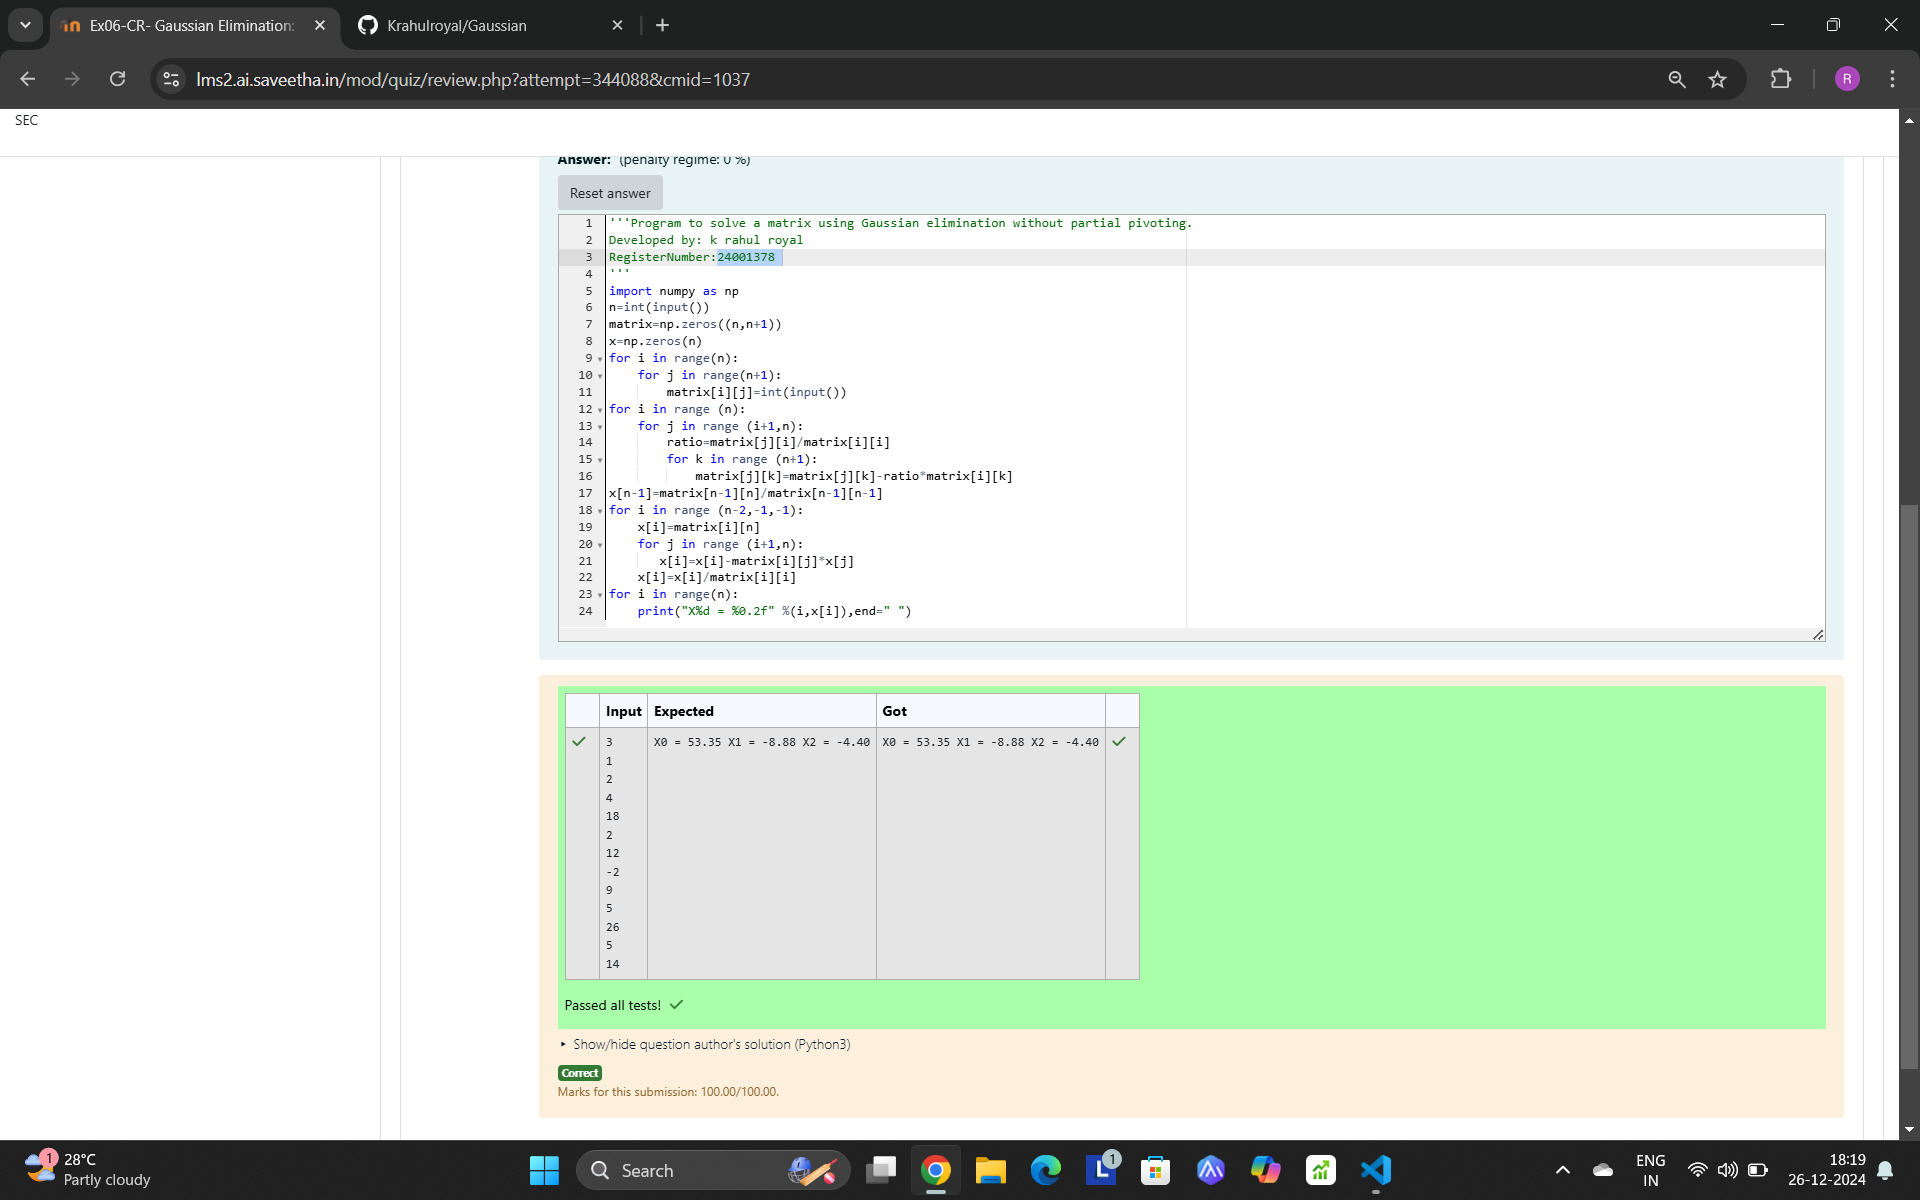 Ex06-CR- Gaussian Elimination:
Krahulroyal/Gaussian
lms2.ai.saveetha.in/mod/quiz/review.php?attempt=344088&cmid=1037
R
SEC
Answer: (penalty regime: 0 %)
Reset answer
1 '''Program to solve a matrix using Gaussian elimination without partial pivoting.
2 Developed by: k rahul royal
3 RegisterNumber:24001378
4 '''
5 import numpy as np
6 n=int(input())
7 matrix=np.zeros((n,n+1))
8 x=np.zeros(n)
9 for i in range(n):
10     for j in range(n+1):
11         matrix[i][j]=int(input())
12 for i in range (n):
13     for j in range (i+1,n):
14         ratio=matrix[j][i]/matrix[i][i]
15         for k in range (n+1):
16             matrix[j][k]=matrix[j][k]-ratio*matrix[i][k]
17 x[n-1]=matrix[n-1][n]/matrix[n-1][n-1]
18 for i in range (n-2,-1,-1):
19     x[i]=matrix[i][n]
20     for j in range (i+1,n):
21        x[i]=x[i]-matrix[i][j]*x[j]
22     x[i]=x[i]/matrix[i][i]
23 for i in range(n):
24     print("X%d = %0.2f" %(i,x[i]),end=" ")
Input Expected Got
3 X0 = 53.35 X1 = -8.88 X2 = -4.40 X0 = 53.35 X1 = -8.88 X2 = -4.40
1
2
4
18
2
12
-2
9
5
26
5
14
Passed all tests!
Show/hide question author's solution (Python3)
Correct
Marks for this submission: 100.00/100.00.
1
28°C
Partly cloudy
Search
L
1
ENG
IN
18:19
26-12-2024